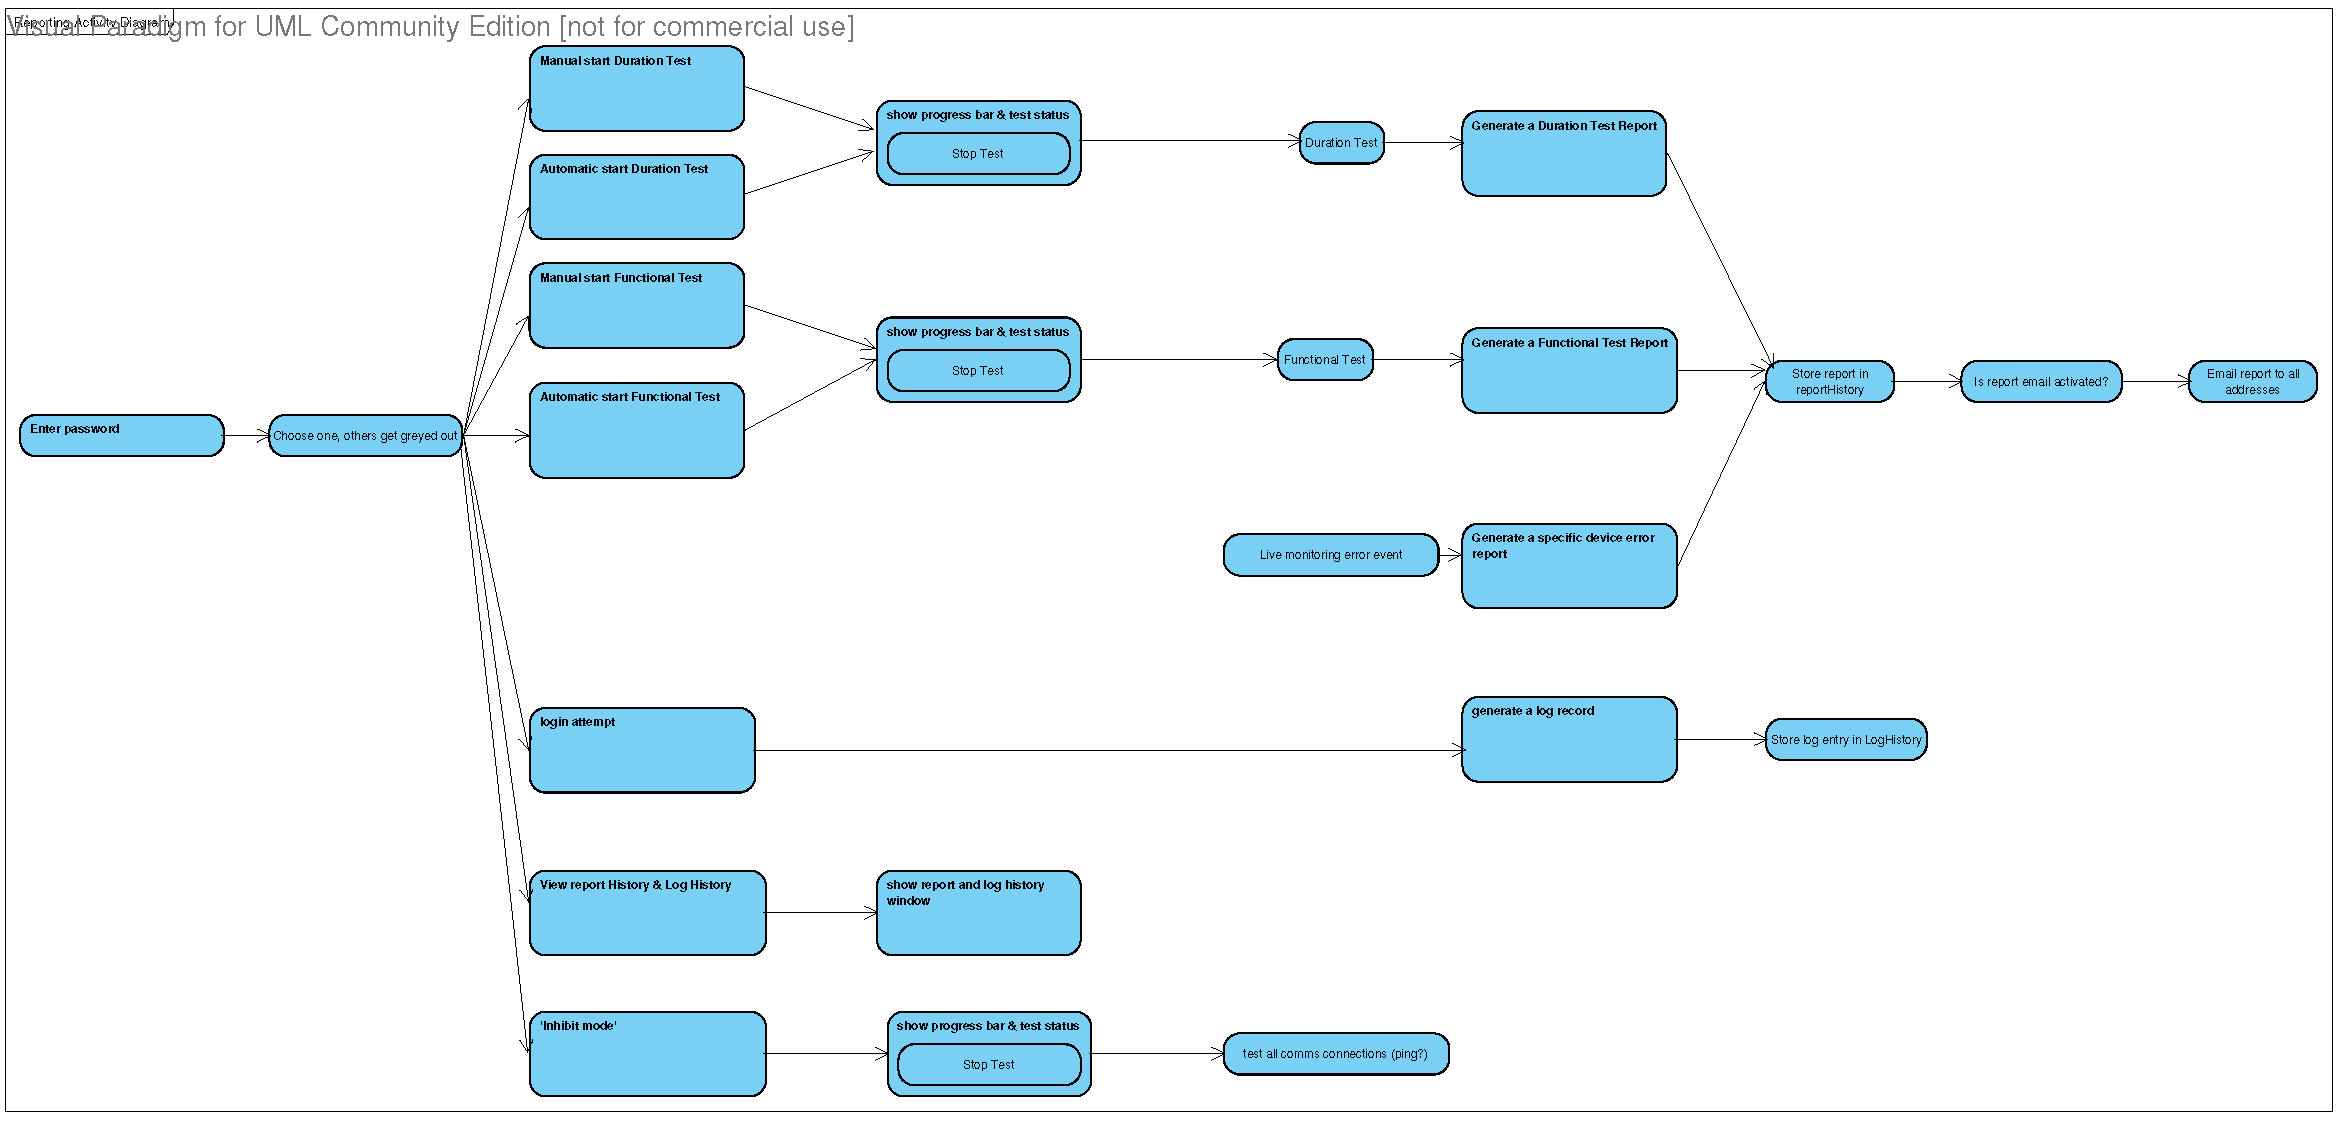 Reporting Activity Diagram
Visual Paradigm for UML Community Edition [not for commercial use]
Manual start Duration Test
show progress bar & test status
Stop Test
Duration Test
Generate a Duration Test Report
Automatic start Duration Test
Manual start Functional Test
show progress bar & test status
Stop Test
Functional Test
Generate a Functional Test Report
Store report in
reportHistory
Is report email activated?
Email report to all
addresses
Automatic start Functional Test
Enter password
Choose one, others get greyed out
Live monitoring error event
Generate a specific device error
report
login attempt
generate a log record
Store log entry in LogHistory
View report History & Log History
show report and log history
window
'Inhibit mode'
show progress bar & test status
Stop Test
test all comms connections (ping?)